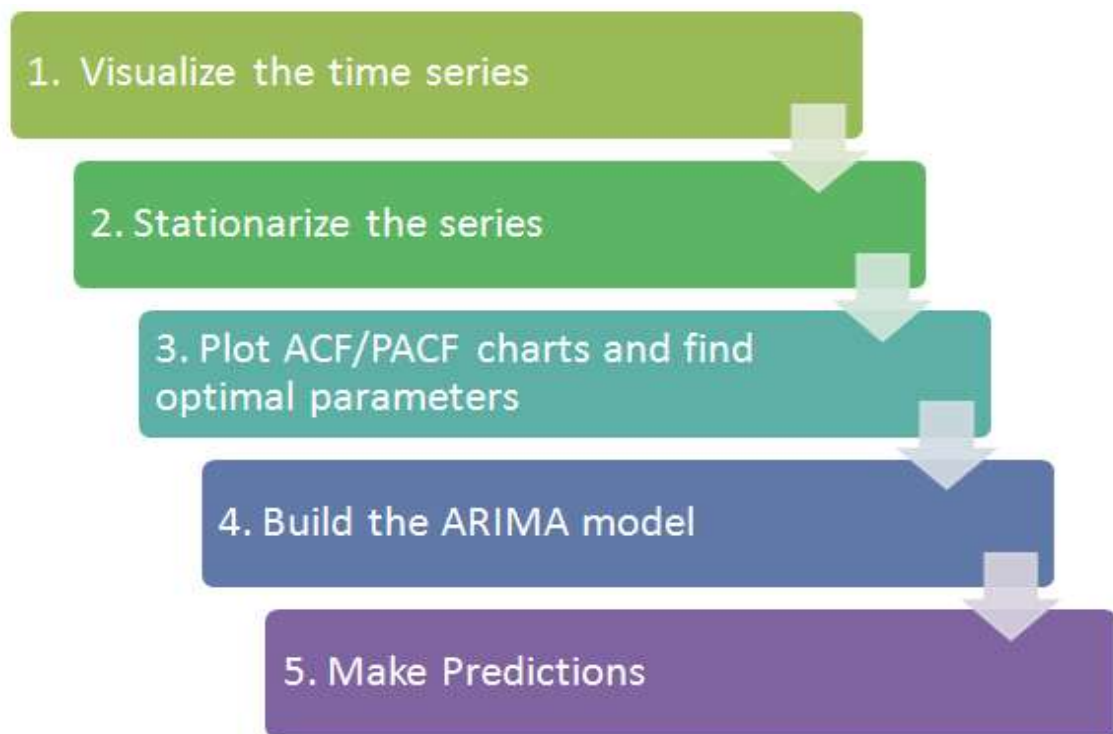 1. Visualize the time series
2. Stationarize the series
3. Plot ACF/PACF charts and find
optimal parameters
4. Build the ARIMA model
5. Make Predictions